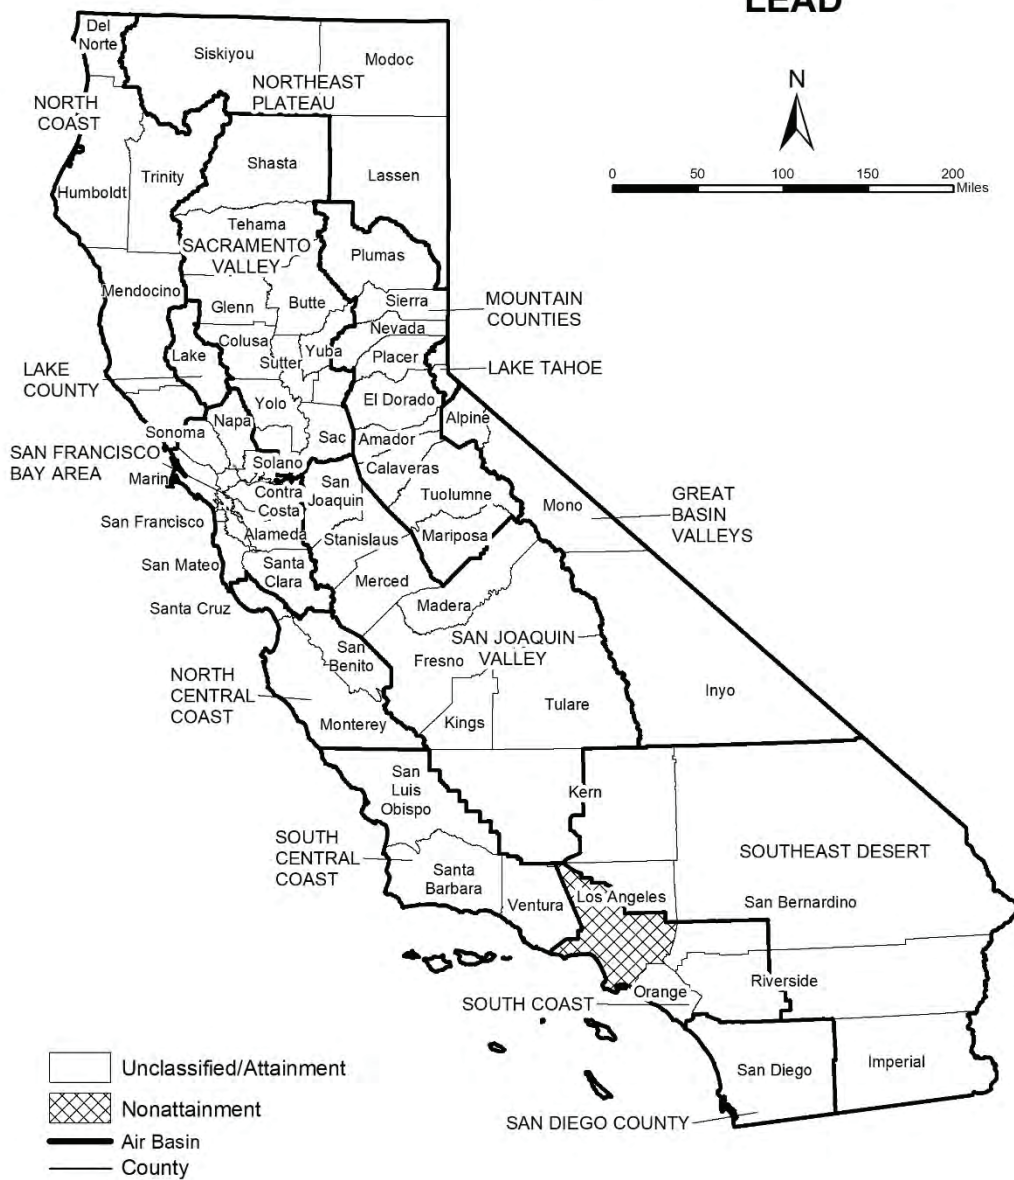 LEAD
N
0 50 100 150 200
Miles
Del
Norte
Siskiyou
Modoc
NORTHEAST
PLATEAU
NORTH
COAST
Shasta
Trinity
Lassen
Humboldt
Tehama
SACRAMENTO
VALLEY
Plumas
Mendocino
Glenn
Butte
Sierra
MOUNTAIN
COUNTIES
Nevada
Colusa
Yuba
Sutter
Lake
Placer
LAKE
COUNTY
LAKE TAHOE
Yolo
El Dorado
Napa
Alpine
Sonoma
Sac
Amador
SAN FRANCISCO
BAY AREA
Solano
Calaveras
Marin
Contra
Costa
San
Joaquin
Tuolumne
Mono
GREAT
BASIN
VALLEYS
San Francisco
Alameda
Stanislaus
Mariposa
San Mateo
Santa
Clara
Merced
Santa Cruz
Madera
SAN JOAQUIN
VALLEY
San
Benito
Fresno
NORTH
CENTRAL
COAST
Inyo
Tulare
Monterey
Kings
San
Luis
Obispo
Kern
SOUTH
CENTRAL
COAST
SOUTHEAST DESERT
Santa
Barbara
Ventura
Los Angeles
San Bernardino
Riverside
Orange
SOUTH COAST
San Diego
Imperial
SAN DIEGO COUNTY
Unclassified/Attainment
Nonattainment
Air Basin
County